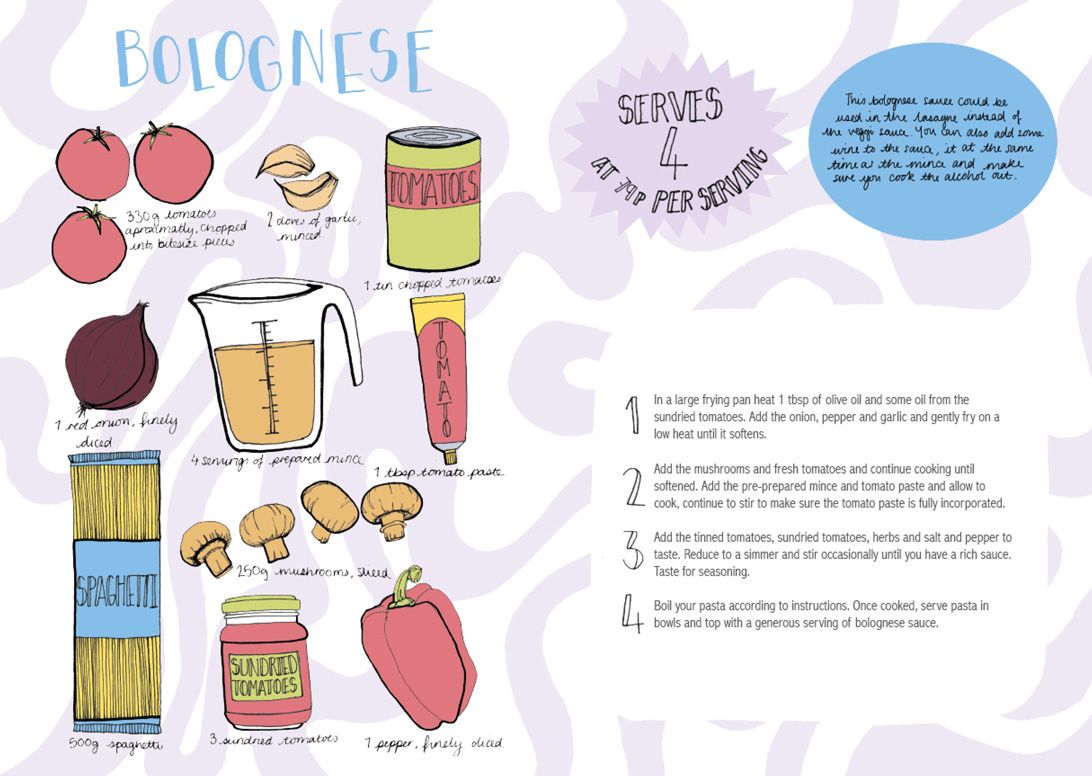 BOLOGNESE
330g tomatoes
aproximatly, chopped
into bitesize pieces
2 cloves of garlic,
minced.
TOMATOES
1 tin chopped tomatoes
1 red onion, finely
diced
4 servings of prepared mince
TOMATO
1 tbsp tomato paste
SPAGHETTI
500g spaghetti
250g mushrooms, sliced
SUNDRIED
TOMATOES
3 sundried tomatoes
1 pepper, finely diced.
SERVES
4
AT 79p PER SERVING
This bolognese sauce could be
used in the lasagne instead of
the veggi sauce. You can also add some
wine to the sauce, it at the same
time as the mince and make
sure you cook the alcohol out.
1
In a large frying pan heat 1 tbsp of olive oil and some oil from the
sundried tomatoes. Add the onion, pepper and garlic and gently fry on a
low heat until it softens.
2
Add the mushrooms and fresh tomatoes and continue cooking until
softened. Add the pre-prepared mince and tomato paste and allow to
cook, continue to stir to make sure the tomato paste is fully incorporated.
3
Add the tinned tomatoes, sundried tomatoes, herbs and salt and pepper to
taste. Reduce to a simmer and stir occasionally until you have a rich sauce.
Taste for seasoning.
4
Boil your pasta according to instructions. Once cooked, serve pasta in
bowls and top with a generous serving of bolognese sauce.